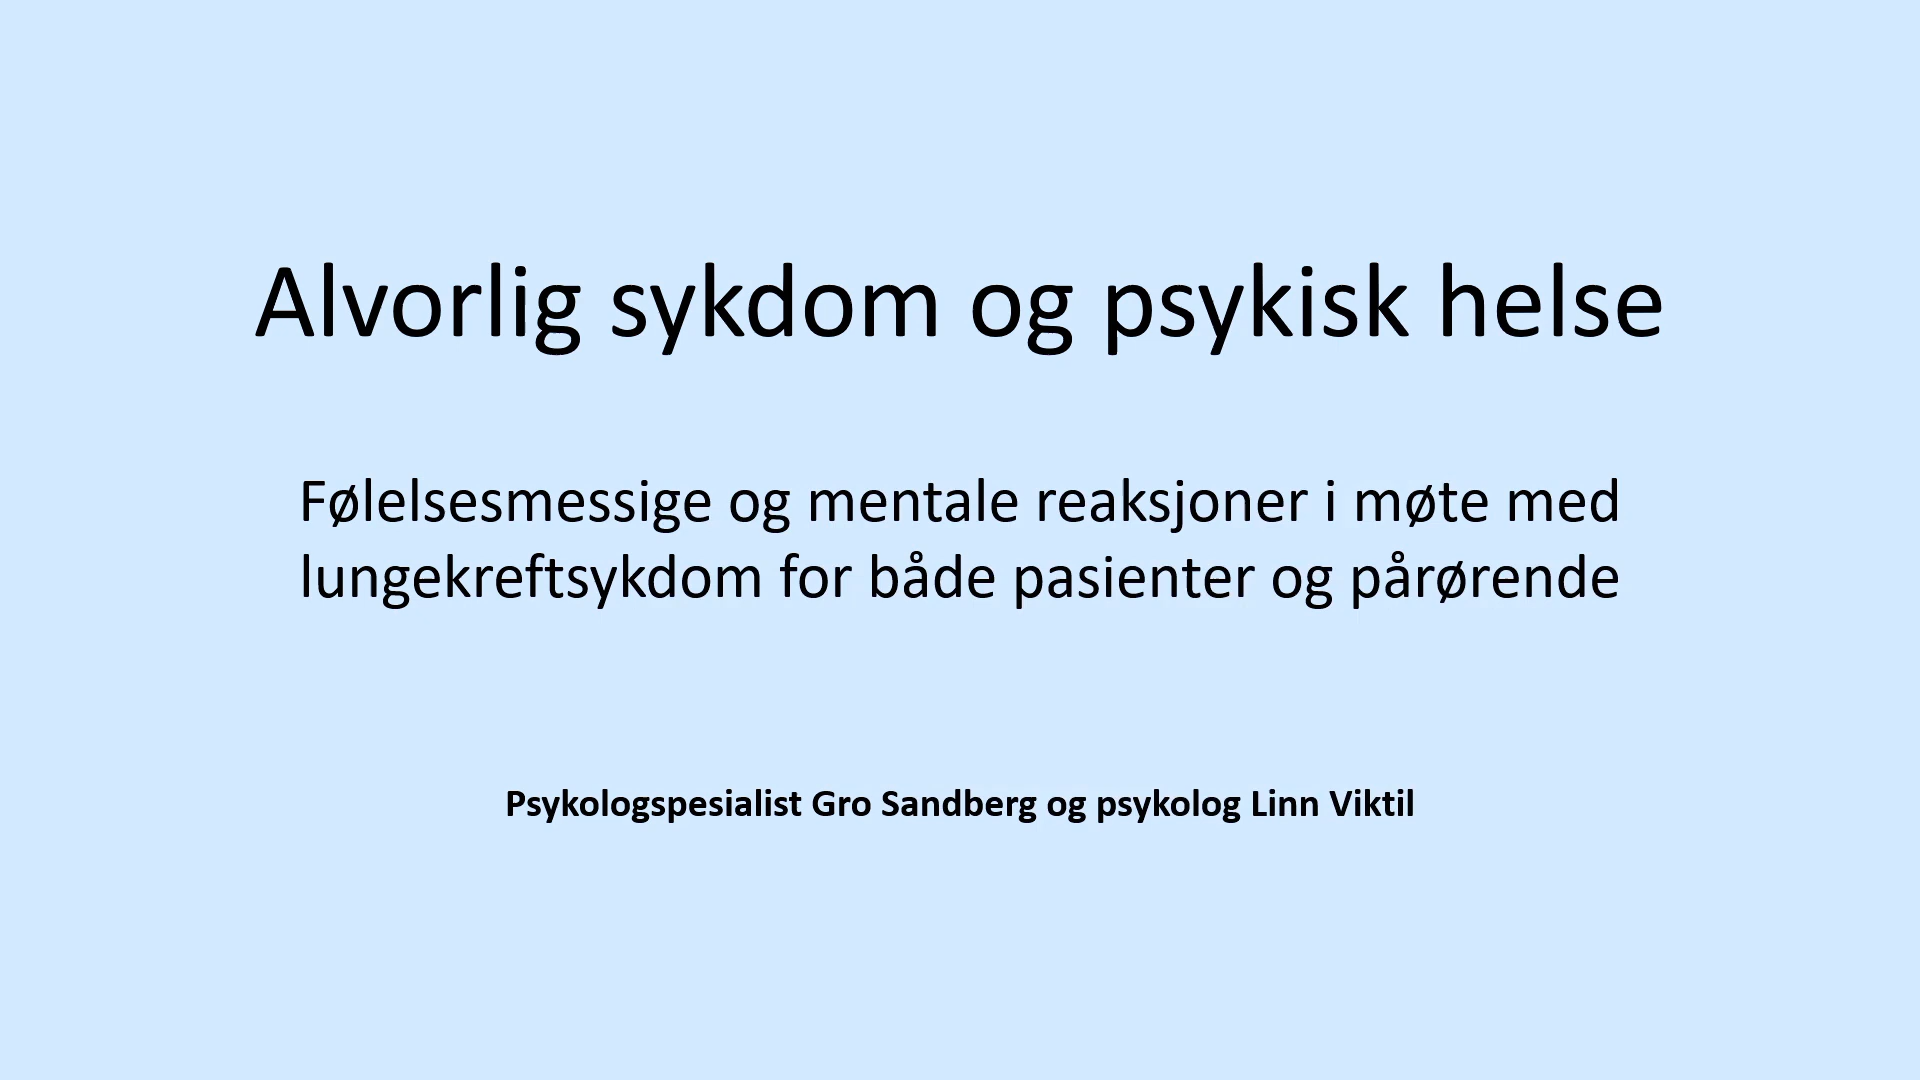 Alvorlig sykdom og psykisk helse
Følelsesmessige og mentale reaksjoner i møte med
lungekreftsykdom for både pasienter og pårørende
Psykologspesialist Gro Sandberg og psykolog Linn Viktil